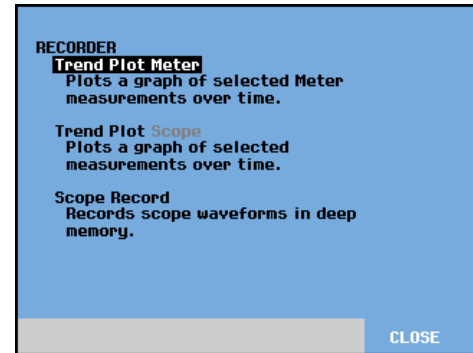 RECORDER
Trend Plot Meter
Plots a graph of selected Meter
measurements over time.
Trend Plot Scope
Plots a graph of selected
measurements over time.
Scope Record
Records scope waveforms in deep
memory.
CLOSE